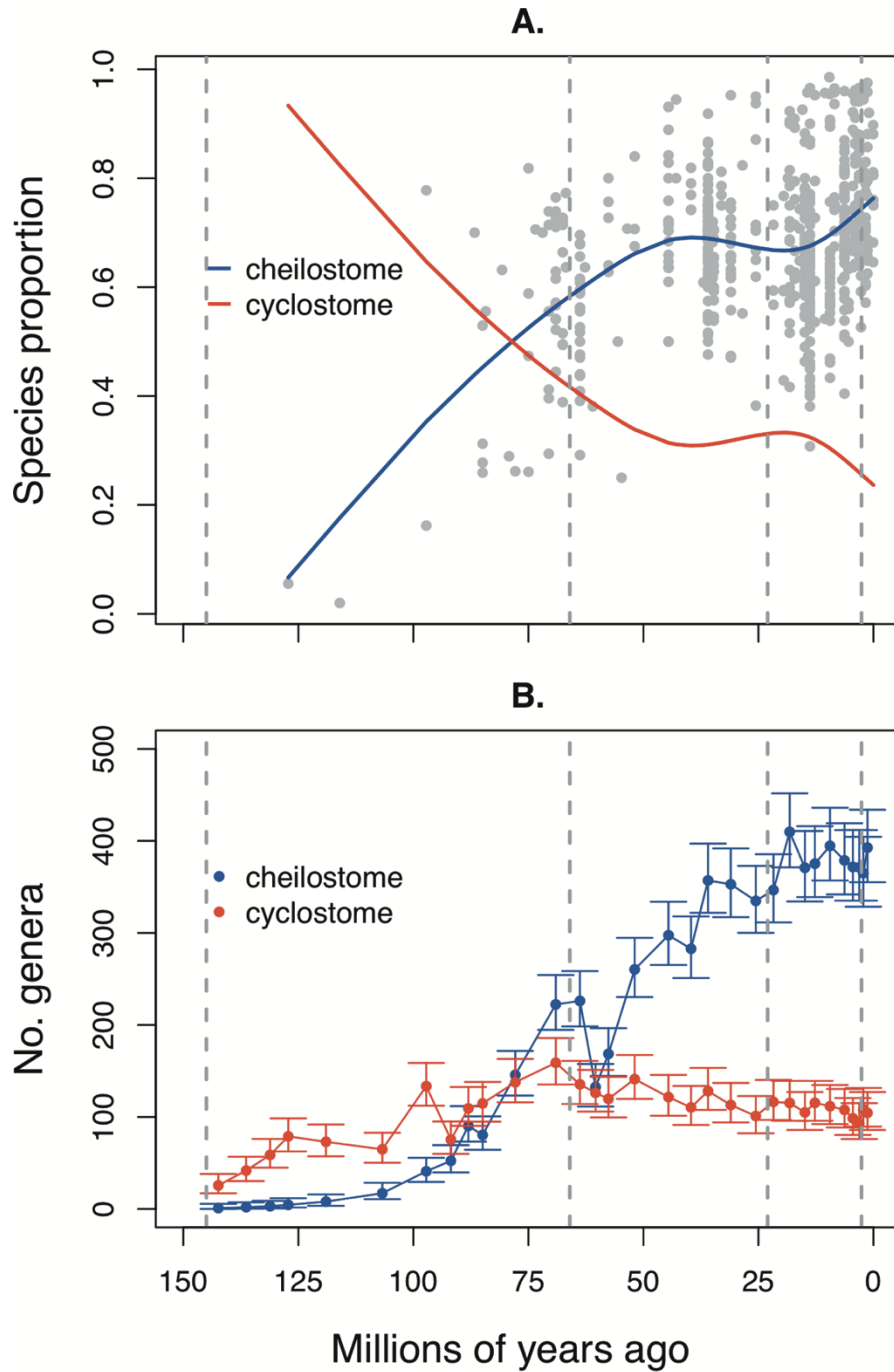 A.
Species proportion
1.0
0.8
0.6
0.4
0.2
0.0
cheilostome
cyclostome
B.
No. genera
500
400
300
200
100
0
cheilostome
cyclostome
150 125 100 75 50 25 0
Millions of years ago